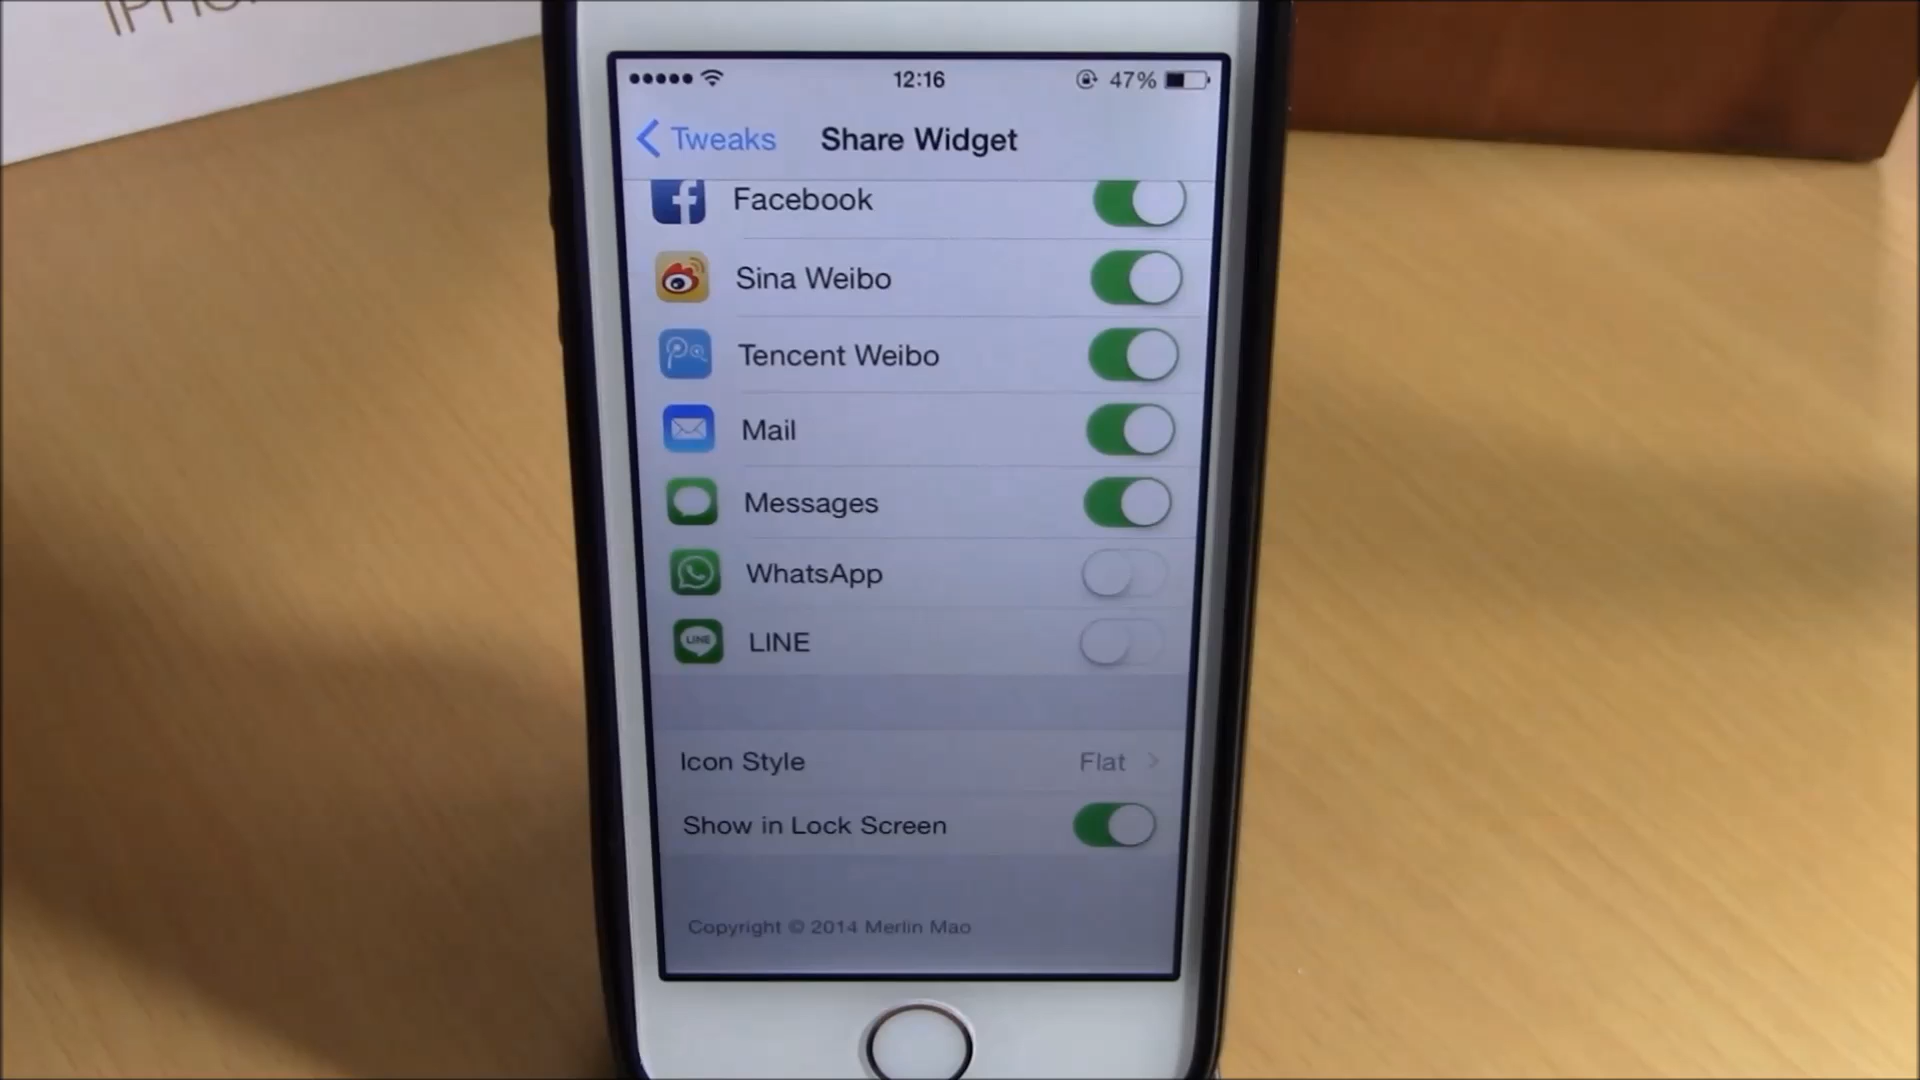 12:16 47%
Tweaks Share Widget
Facebook
Sina Weibo
Tencent Weibo
Mail
Messages
WhatsApp
LINE LINE
Icon Style Flat
Show in Lock Screen
Copyright © 2014 Merlin Mao